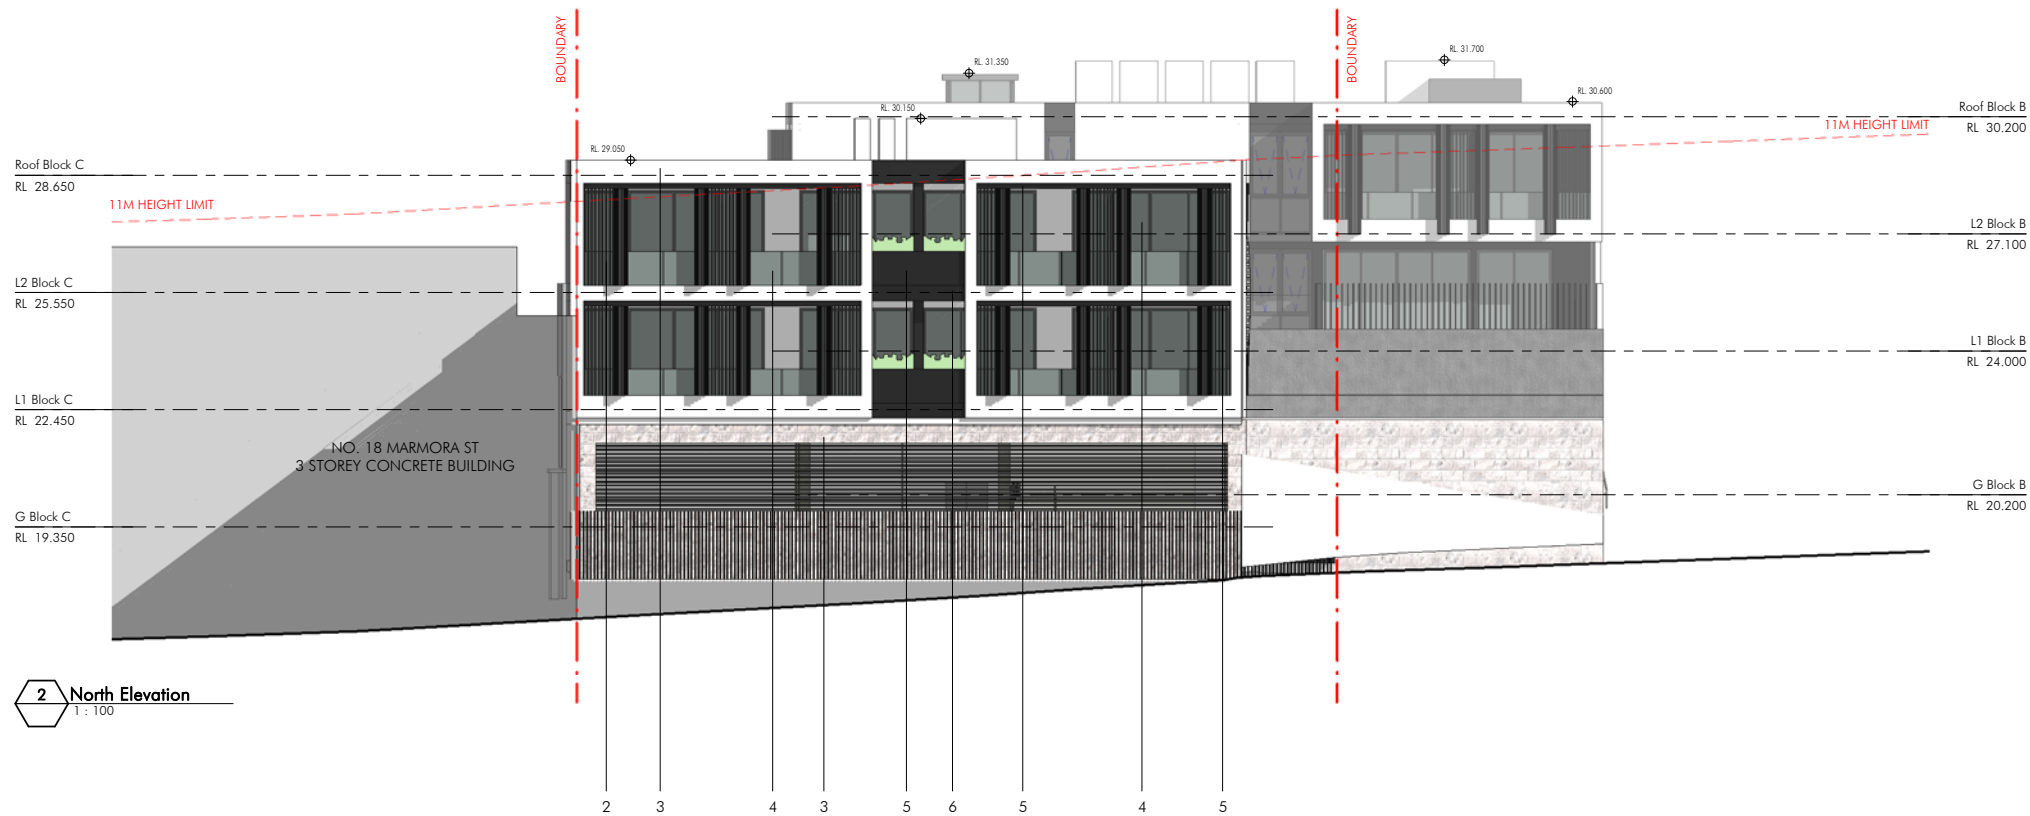 BOUNDARY
BOUNDARY
RL. 31.700
RL. 31.350
RL. 30.600
RL. 30.150
RL. 29.050
Roof Block B
RL 30.200
11M HEIGHT LIMIT
Roof Block C
RL 28.650
11M HEIGHT LIMIT
L2 Block B
RL 27.100
L2 Block C
RL 25.550
L1 Block B
RL 24.000
L1 Block C
RL 22.450
NO. 18 MARMORA ST
3 STOREY CONCRETE BUILDING
G Block B
RL 20.200
G Block C
RL 19.350
2 North Elevation
1 : 100
2 3 4 3 5 6 5 4 5